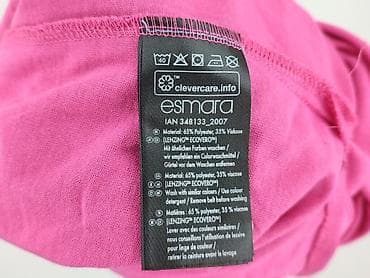 40
clevercare.info
esmara
IAN 348133_2007
Material: 65% Polyester, 35% Viskose
(LENZING™ ECOVERO™)
Mit ähnlichen Farben waschen/
wir empfehlen ein Colorwaschmittel/
Gürtel vor dem Waschen entfernen
Material: 65% polyester, 35% viscose
(LENZING™ ECOVERO™)
Wash with similar colours / Use colour
detergent / Remove belt before washing
Matières : 65 % polyester, 35 % viscose
(LENZING™ ECOVERO™)
Laver avec des couleurs similaires /
nous conseillons l'utilisation de lessive
pour linge de couleur /
retirer la ceinture avant le lavage